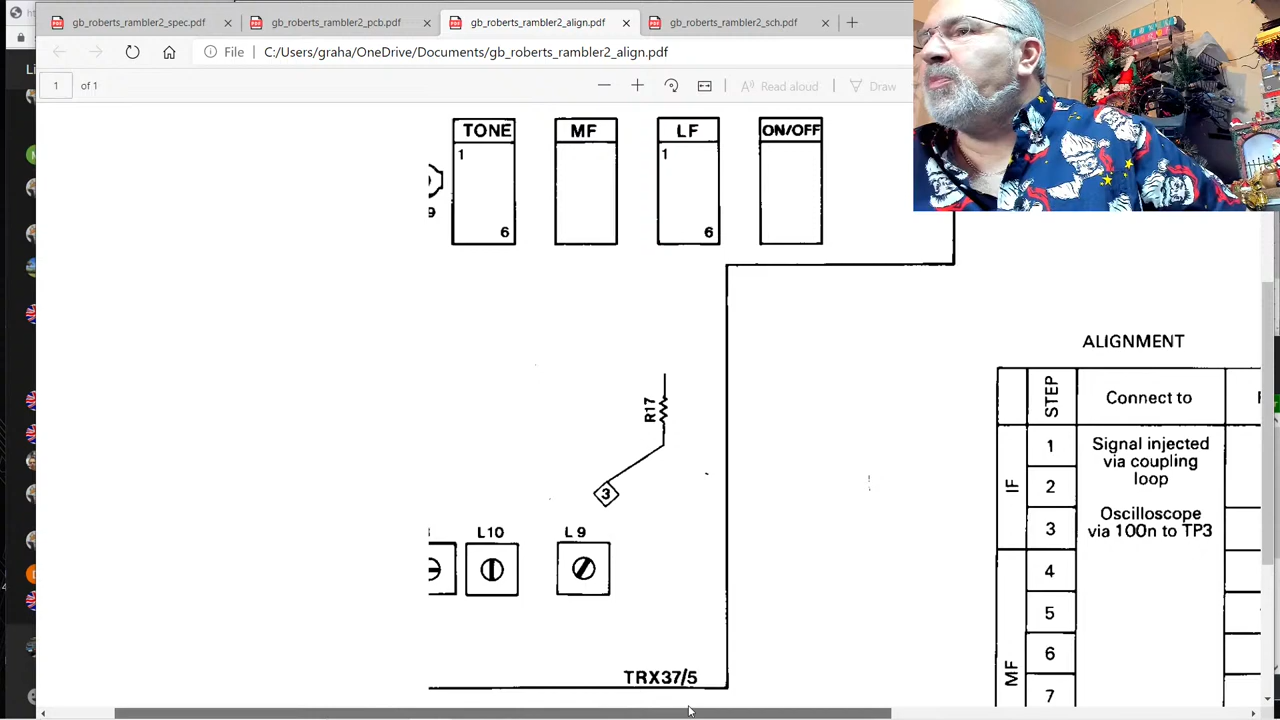 gb_roberts_rambler2_spec.pdf
gb_roberts_rambler2_pcb.pdf
gb_roberts_rambler2_align.pdf
gb_roberts_rambler2_sch.pdf
File
C:/Users/graha/OneDrive/Documents/gb_roberts_rambler2_align.pdf
1 of 1
Read aloud
Draw
TONE
1
6
MF
LF
1
6
ON/OFF
R17
3
L10
L9
TRX37/5
ALIGNMENT
STEP
Connect to
IF
1
2
3
Signal injected
via coupling
loop
Oscilloscope
via 100n to TP3
MF
4
5
6
7